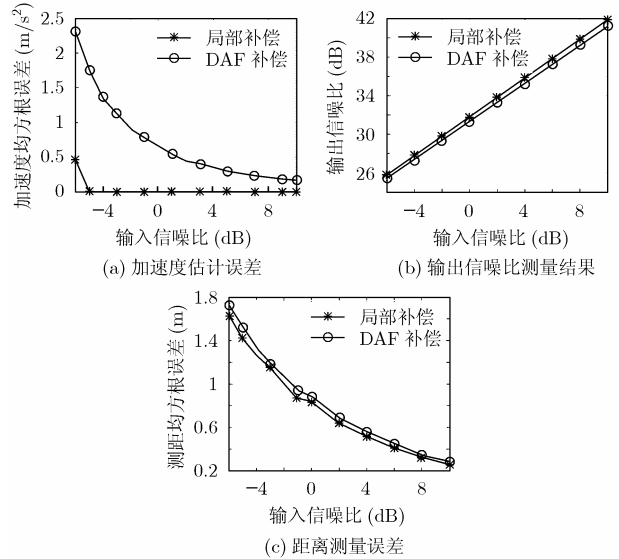 加速度均方根误差 (m/s²)
2.5
2
1.5
1
0.5
0
局部补偿
DAF 补偿
−4 0 4 8
输入信噪比 (dB)
(a) 加速度估计误差
输出信噪比 (dB)
42
38
34
30
26
局部补偿
DAF 补偿
−4 0 4 8
输入信噪比 (dB)
(b) 输出信噪比测量结果
测距均方根误差 (m)
1.8
1.4
1
0.6
0.2
局部补偿
DAF 补偿
−4 0 4 8
输入信噪比 (dB)
(c) 距离测量误差